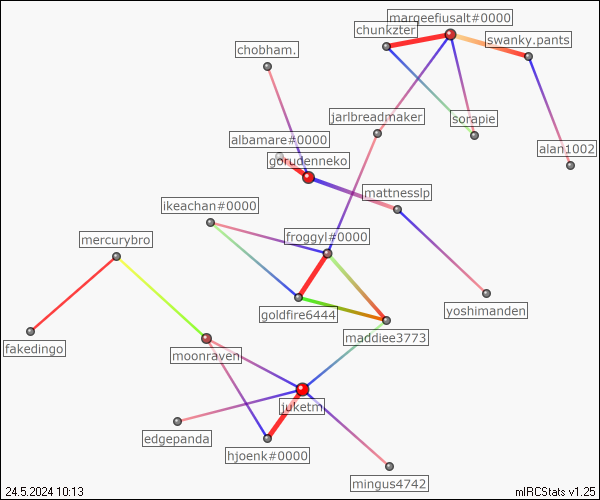 margeefiusalt#0000
chunkzter
swanky.pants
chobham.
jarlbreadmaker
sorapie
albamare#0000
alan1002
gorudenneko
mattnesslp
ikeachan#0000
froggyl#0000
mercurybro
goldfire6444
yoshimanden
maddiee3773
fakedingo
moonraven
juketm
edgepanda
hjoenk#0000
mingus4742
24.5.2024 10:13
mIRCStats v1.25